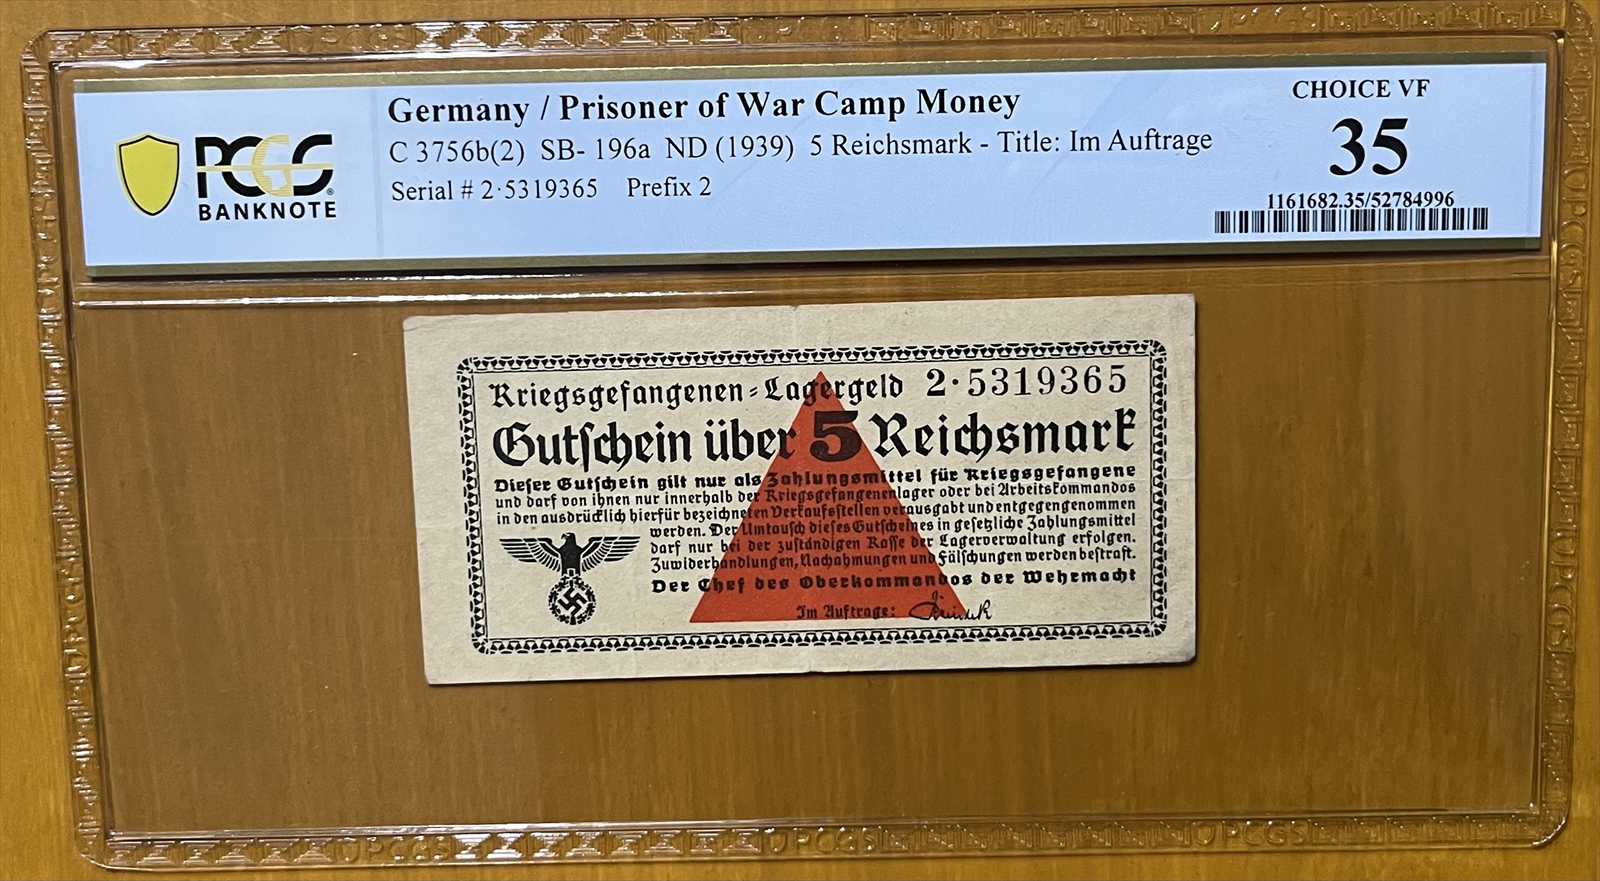 PCGS
BANKNOTE
Germany / Prisoner of War Camp Money
C 3756b(2) SB- 196a ND (1939) 5 Reichsmark - Title: Im Auftrage
Serial # 2·5319365 Prefix 2
CHOICE VF
35
1161682.35/52784996
Kriegsgefangenen-Lagergeld 2·5319365
Gutschein über 5 Reichsmark
Dieser Gutschein gilt nur als Zahlungsmittel für Kriegsgefangene
und darf von ihnen nur innerhalb der Kriegsgefangenenlager oder bei Arbeitskommandos
in den ausdrücklich hierfür bezeichneten Verkaufsstellen verausgabt und entgegengenommen
werden. Der Umtausch dieses Gutscheines in gesetzliche Zahlungsmittel
darf nur bei der zuständigen Kasse der Lagerverwaltung erfolgen.
Zuwiderhandlungen, Nachahmungen und Fälschungen werden bestraft.
Der Chef des Oberkommandos der Wehrmacht
Im Auftrage: